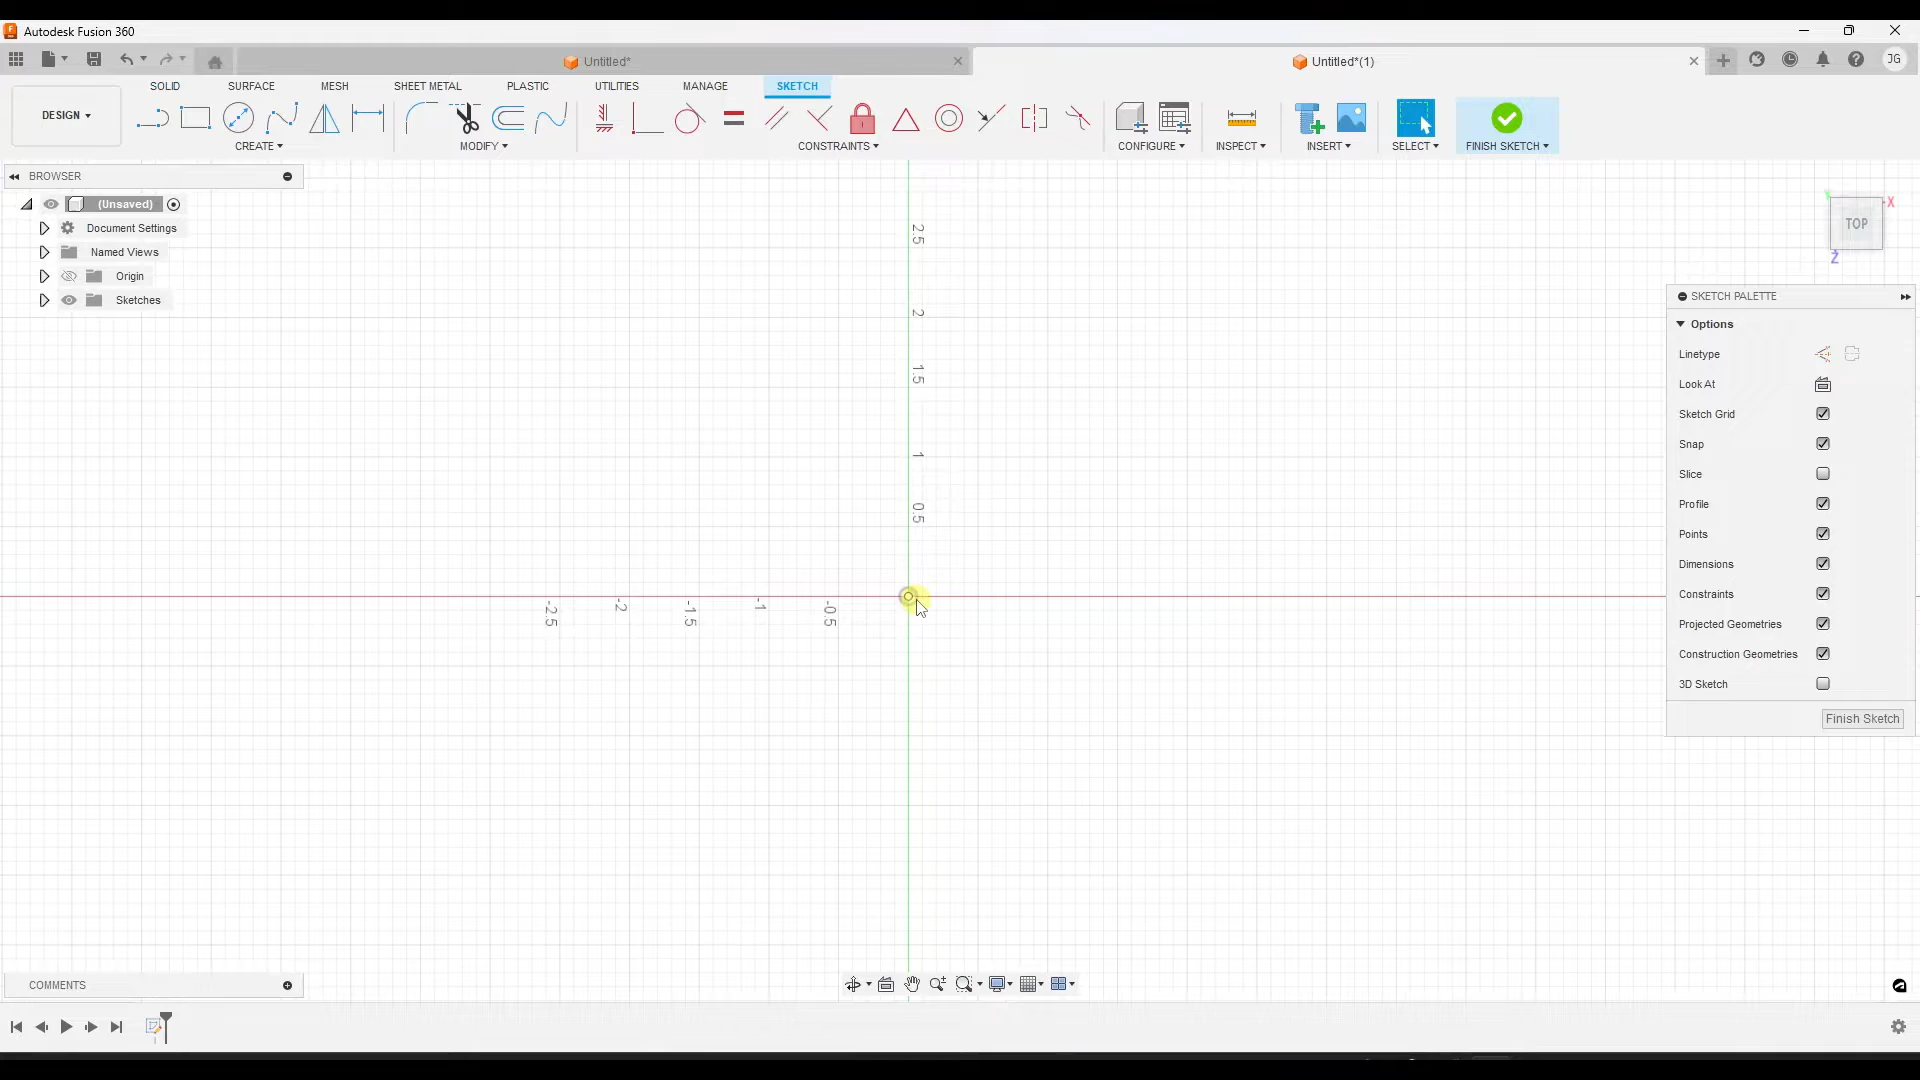 Autodesk Fusion 360
Untitled*
Untitled*(1)
JG
DESIGN
SOLID
SURFACE
MESH
SHEET METAL
PLASTIC
UTILITIES
MANAGE
SKETCH
CREATE
MODIFY
CONSTRAINTS
CONFIGURE
INSPECT
INSERT
SELECT
FINISH SKETCH
BROWSER
(Unsaved)
Document Settings
Named Views
Origin
Sketches
2.5
2
1.5
1
0.5
-2.5
-2
-1.5
-1
-0.5
TOP
X
Z
SKETCH PALETTE
Options
Linetype
Look At
Sketch Grid
Snap
Slice
Profile
Points
Dimensions
Constraints
Projected Geometries
Construction Geometries
3D Sketch
Finish Sketch
COMMENTS